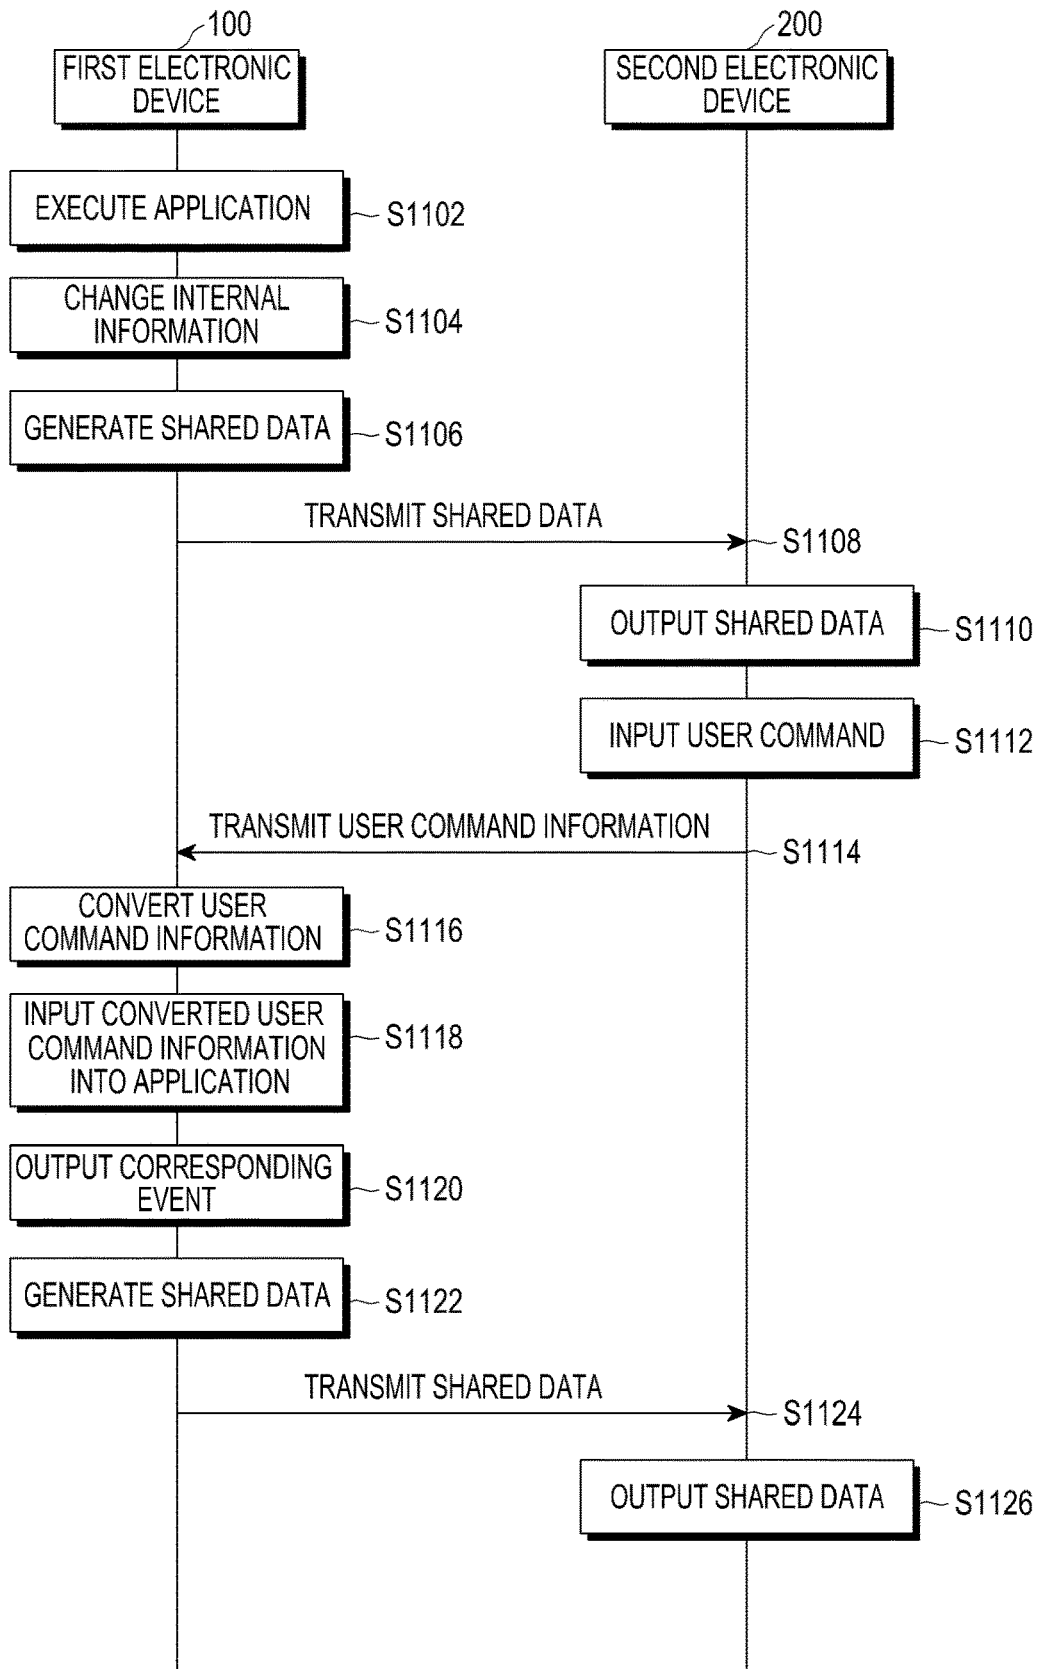 100
FIRST ELECTRONIC
DEVICE
200
SECOND ELECTRONIC
DEVICE
EXECUTE APPLICATION
S1102
CHANGE INTERNAL
INFORMATION
S1104
GENERATE SHARED DATA
S1106
TRANSMIT SHARED DATA
S1108
OUTPUT SHARED DATA
S1110
INPUT USER COMMAND
S1112
TRANSMIT USER COMMAND INFORMATION
S1114
CONVERT USER
COMMAND INFORMATION
S1116
INPUT CONVERTED USER
COMMAND INFORMATION
INTO APPLICATION
S1118
OUTPUT CORRESPONDING
EVENT
S1120
GENERATE SHARED DATA
S1122
TRANSMIT SHARED DATA
S1124
OUTPUT SHARED DATA
S1126